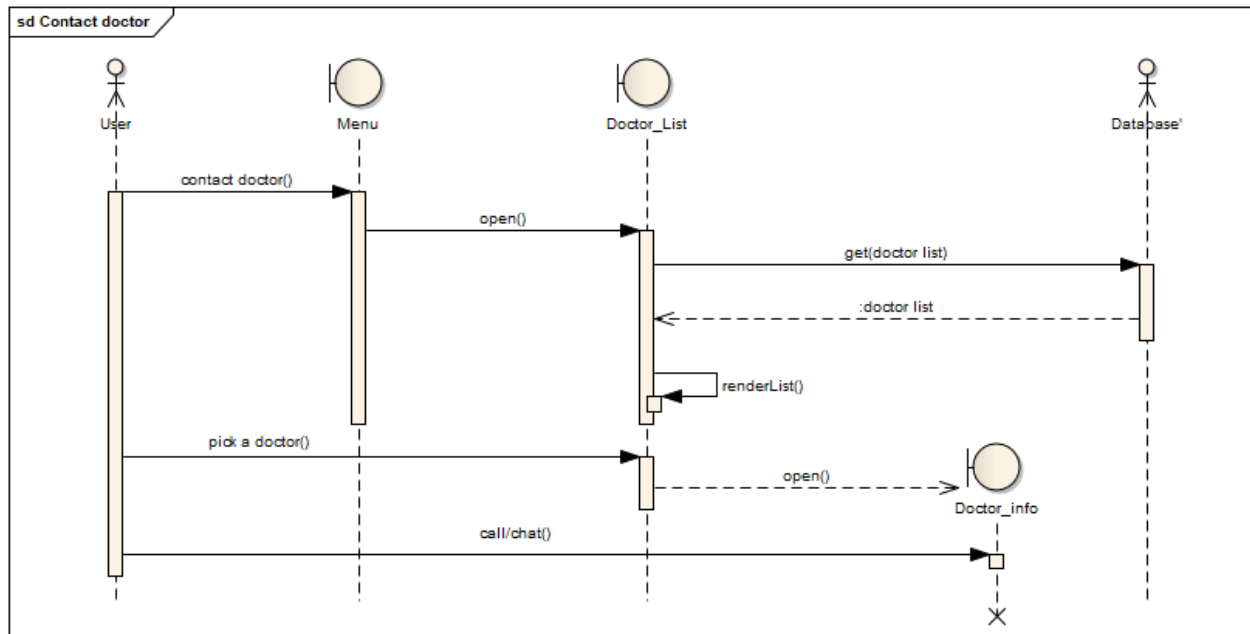 sd Contact doctor
User
Menu
Doctor_List
Database'
contact doctor()
open()
get(doctor list)
:doctor list
renderList()
pick a doctor()
open()
Doctor_info
call/chat()